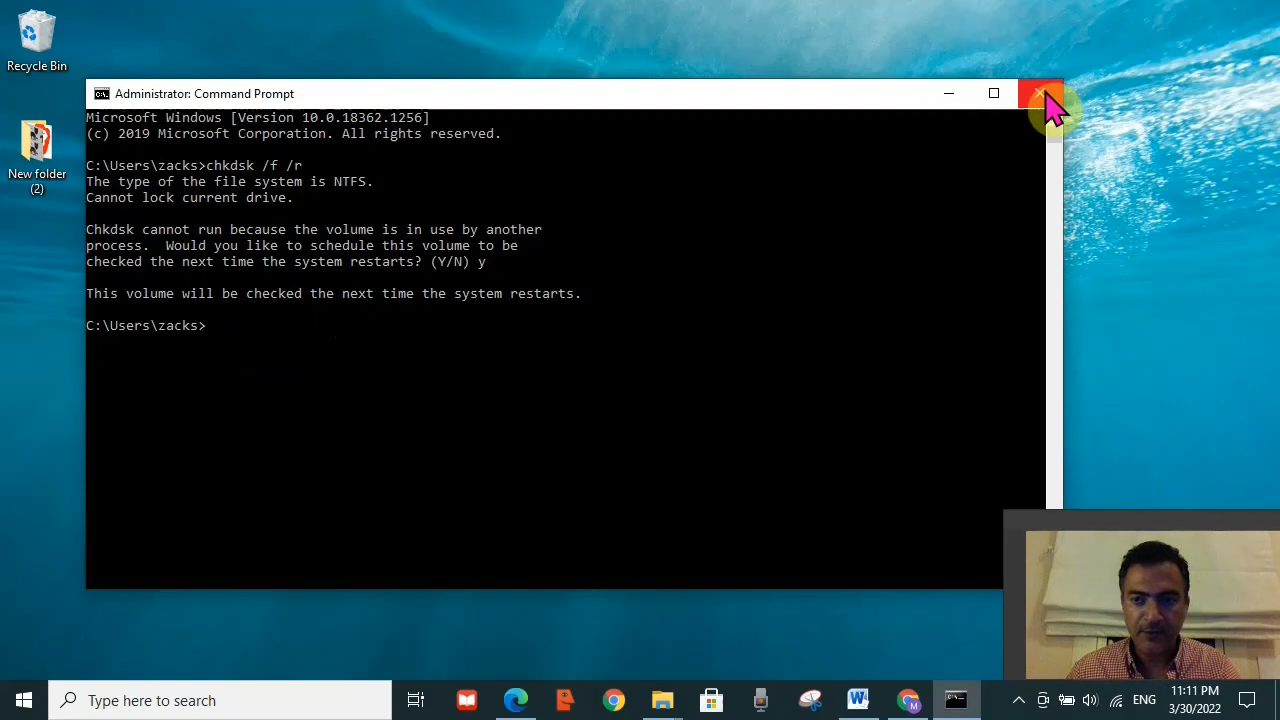 Recycle Bin
New folder
(2)
Administrator: Command Prompt
Microsoft Windows [Version 10.0.18362.1256]
(c) 2019 Microsoft Corporation. All rights reserved.
C:\Users\zacks>chkdsk /f /r
The type of the file system is NTFS.
Cannot lock current drive.
Chkdsk cannot run because the volume is in use by another
process.  Would you like to schedule this volume to be
checked the next time the system restarts? (Y/N) y
This volume will be checked the next time the system restarts.
C:\Users\zacks>
Type here to search
ENG
11:11 PM
3/30/2022